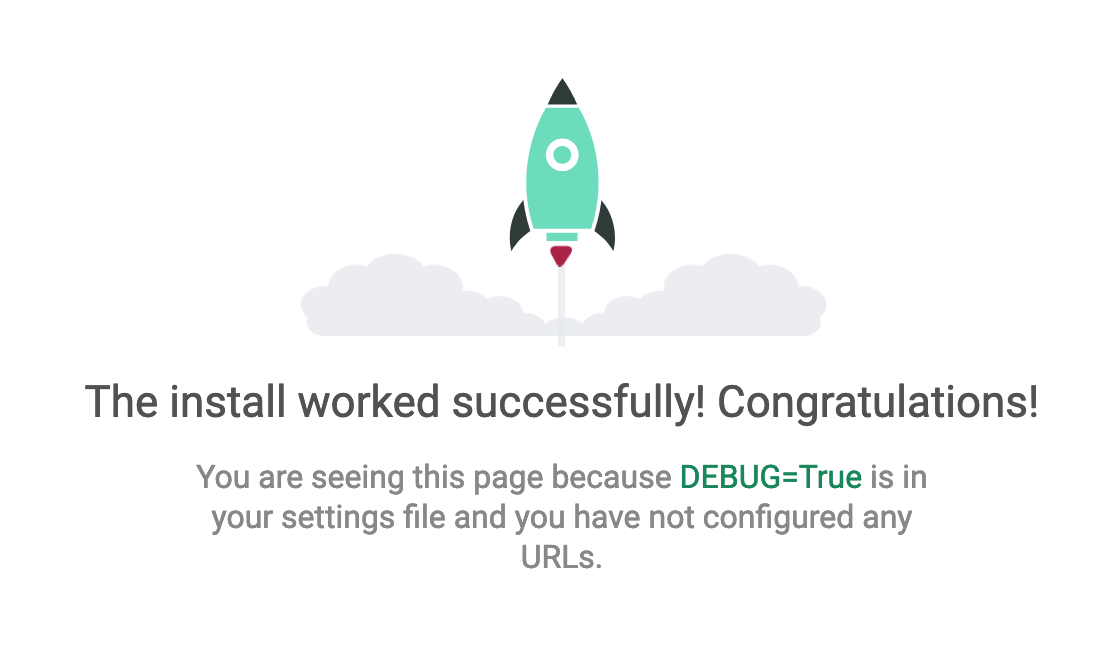 The install worked successfully! Congratulations!
You are seeing this page because DEBUG=True is in
your settings file and you have not configured any
URLs.